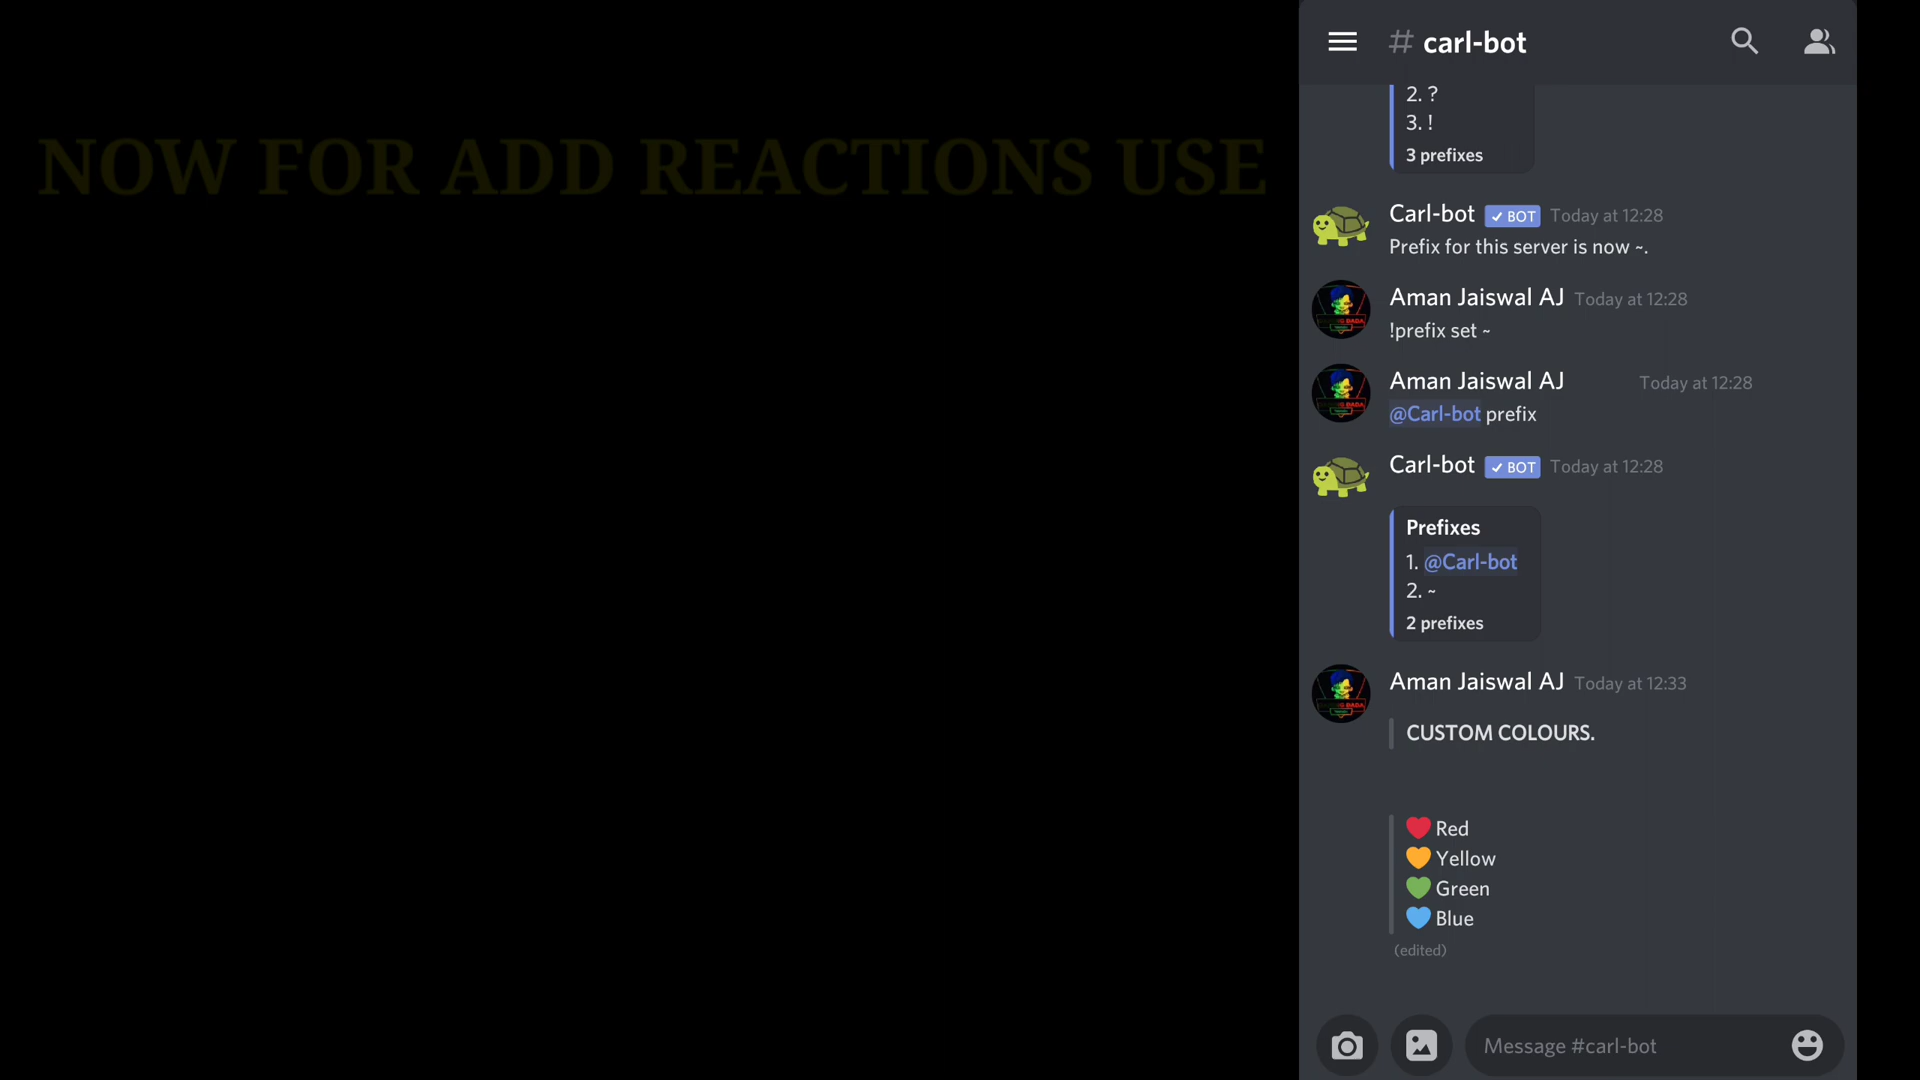 NOW FOR ADD REACTIONS USE
# carl-bot
2. ?
3. !
3 prefixes
Carl-bot ✓ BOT Today at 12:28
Prefix for this server is now ~.
Aman Jaiswal AJ Today at 12:28
!prefix set ~
Aman Jaiswal AJ Today at 12:28
@Carl-bot prefix
Carl-bot ✓ BOT Today at 12:28
Prefixes
1. @Carl-bot
2. ~
2 prefixes
Aman Jaiswal AJ Today at 12:33
CUSTOM COLOURS.
Red
Yellow
Green
Blue
(edited)
Message #carl-bot